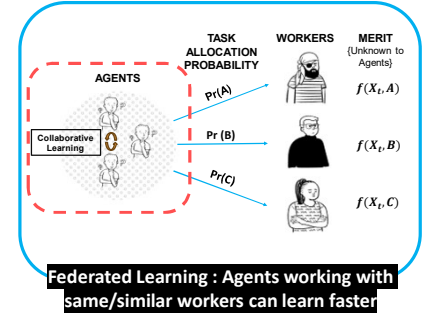 TASK
ALLOCATION
PROBABILITY
WORKERS
MERIT
{Unknown to
Agents}
AGENTS
Collaborative
Learning
Pr(A)
Pr (B)
Pr(C)
f(X_t, A)
f(X_t, B)
f(X_t, C)
Federated Learning : Agents working with
same/similar workers can learn faster